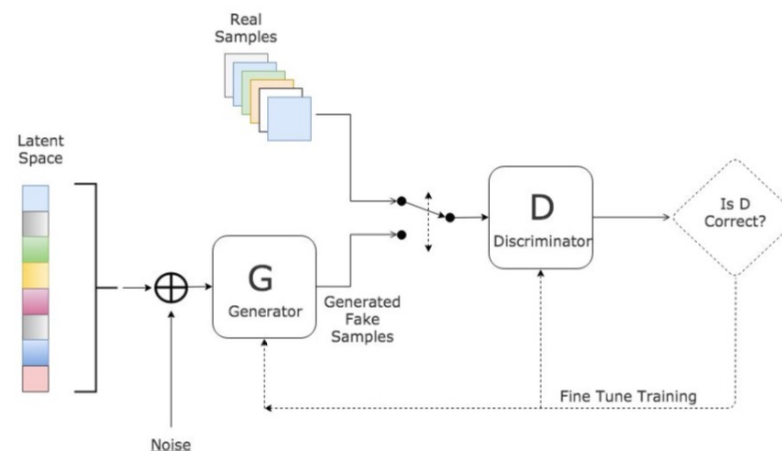 Real
Samples
Latent
Space
D
Discriminator
Is D
Correct?
G
Generator
Generated
Fake
Samples
Fine Tune Training
Noise